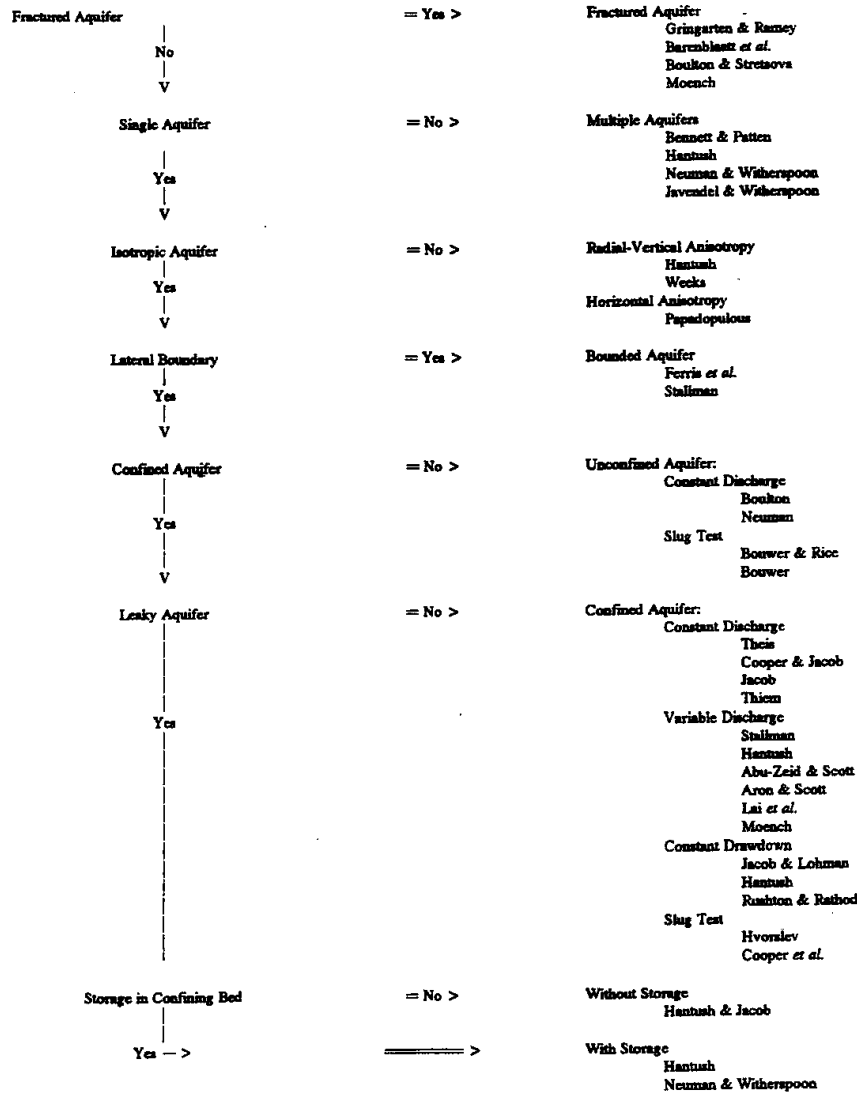 Fractured Aquifer = Yes > Fractured Aquifer
Gringarten & Ramey
No Barenblaatt et al.
Boulton & Stretsova
V Moench
Single Aquifer = No > Multiple Aquifers
Bennett & Patten
Hantush
Yes Neuman & Witherspoon
Javendel & Witherspoon
V
Isotropic Aquifer = No > Radial-Vertical Anisotropy
Hantush
Yes Weeks
Horizontal Anisotropy
V Papadopulous
Lateral Boundary = Yes > Bounded Aquifer
Ferris et al.
Yes Stallman
V
Confined Aquifer = No > Unconfined Aquifer:
Constant Discharge
Boulton
Yes Neuman
Slug Test
Bouwer & Rice
V Bouwer
Leaky Aquifer = No > Confined Aquifer:
Constant Discharge
Theis
Cooper & Jacob
Jacob
Thiem
Yes Variable Discharge
Stallman
Hantush
Abu-Zeid & Scott
Aron & Scott
Lai et al.
Moench
Constant Drawdown
Jacob & Lohman
Hantush
Rushton & Rathod
Slug Test
Hvorslev
Cooper et al.
Storage in Confining Bed = No > Without Storage
Hantush & Jacob
Yes — > ═════ > With Storage
Hantush
Neuman & Witherspoon